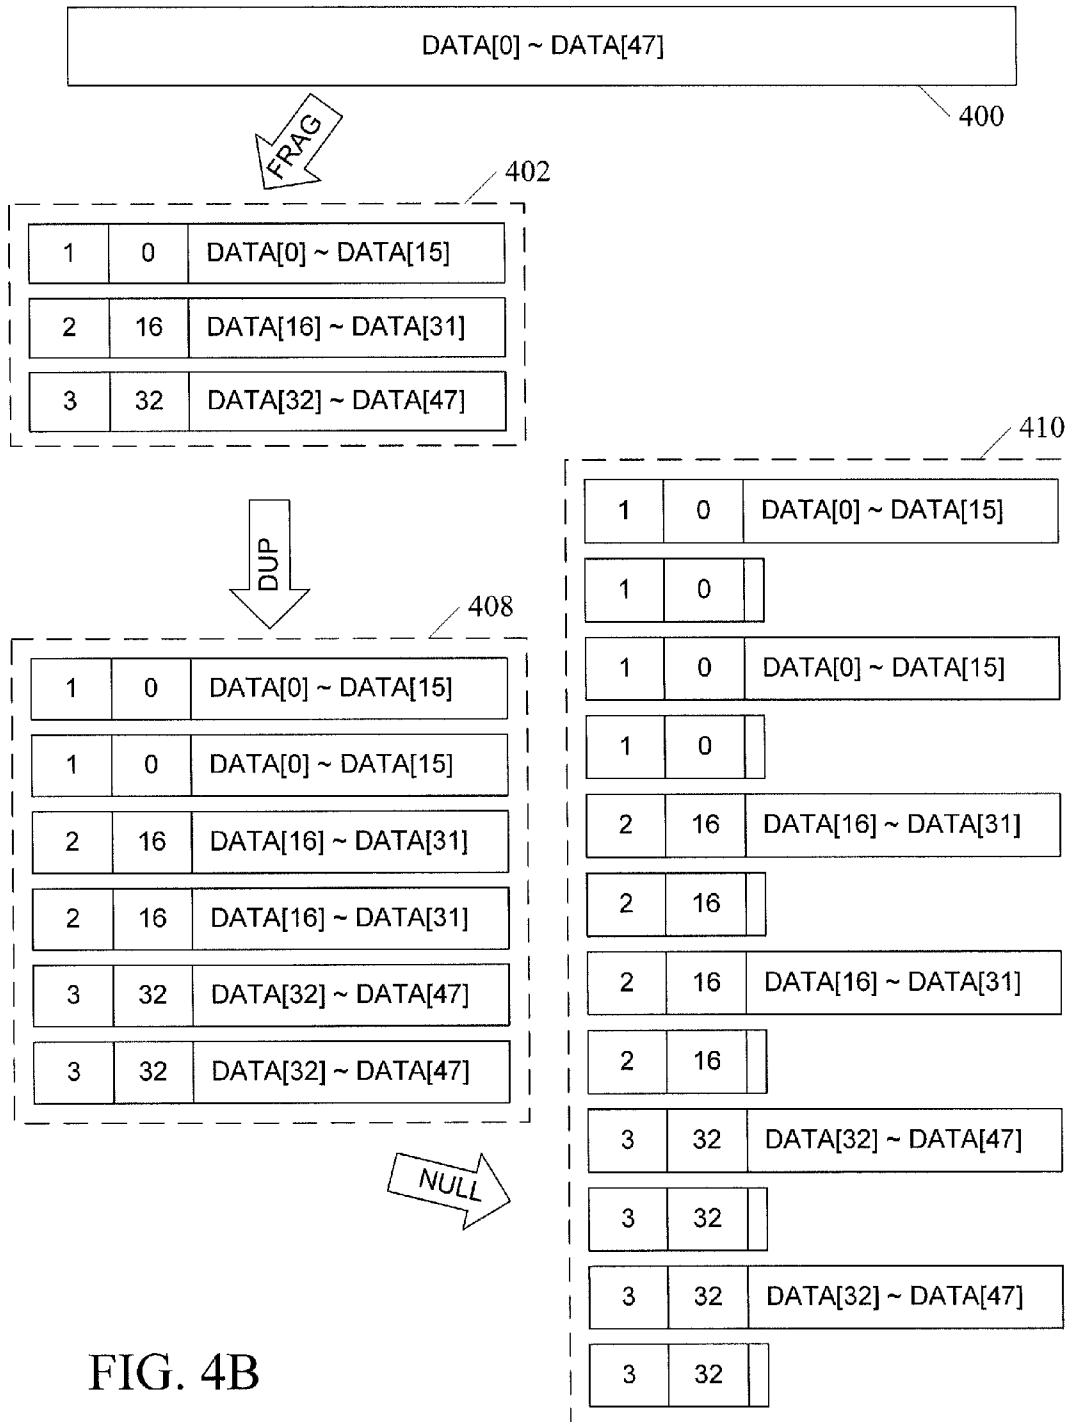 DATA[0] ~ DATA[47]
400
FRAG
402
1 0 DATA[0] ~ DATA[15]
2 16 DATA[16] ~ DATA[31]
3 32 DATA[32] ~ DATA[47]
DUP
408
1 0 DATA[0] ~ DATA[15]
1 0 DATA[0] ~ DATA[15]
2 16 DATA[16] ~ DATA[31]
2 16 DATA[16] ~ DATA[31]
3 32 DATA[32] ~ DATA[47]
3 32 DATA[32] ~ DATA[47]
NULL
410
1 0 DATA[0] ~ DATA[15]
1 0
1 0 DATA[0] ~ DATA[15]
1 0
2 16 DATA[16] ~ DATA[31]
2 16
2 16 DATA[16] ~ DATA[31]
2 16
3 32 DATA[32] ~ DATA[47]
3 32
3 32 DATA[32] ~ DATA[47]
3 32
FIG. 4B